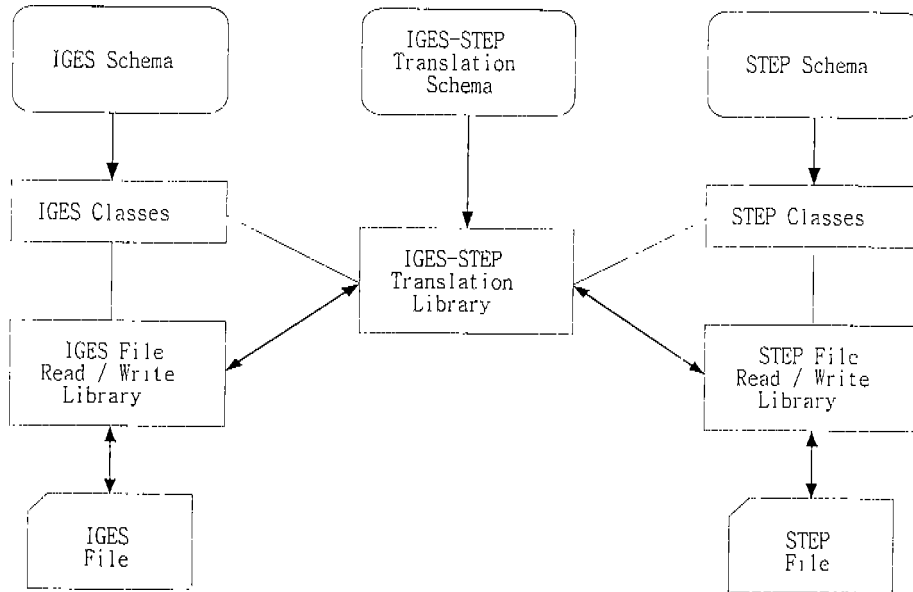 IGES Schema
IGES-STEP
Translation
Schema
STEP Schema
IGES Classes
IGES-STEP
Translation
Library
STEP Classes
IGES File
Read / Write
Library
STEP File
Read / Write
Library
IGES
File
STEP
File